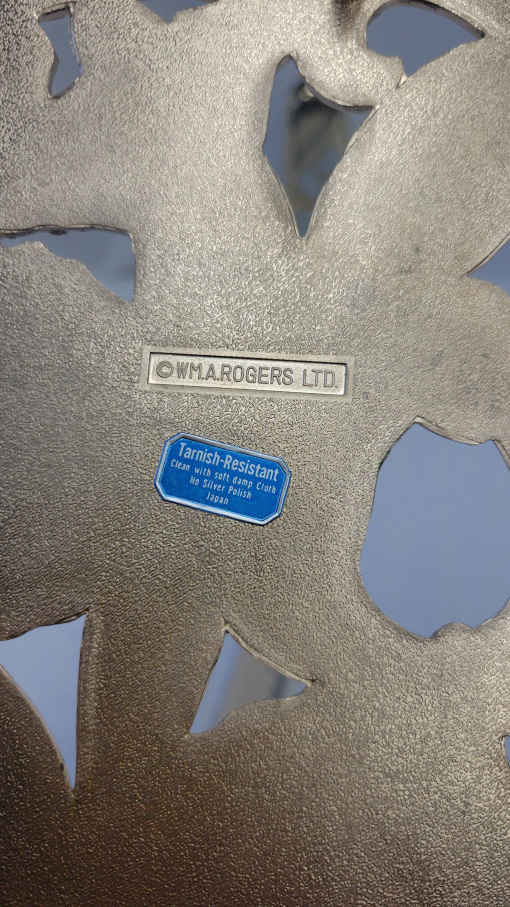 ©WM.A.ROGERS LTD.
Tarnish-Resistant
Clean with soft damp Cloth
No Silver Polish
Japan